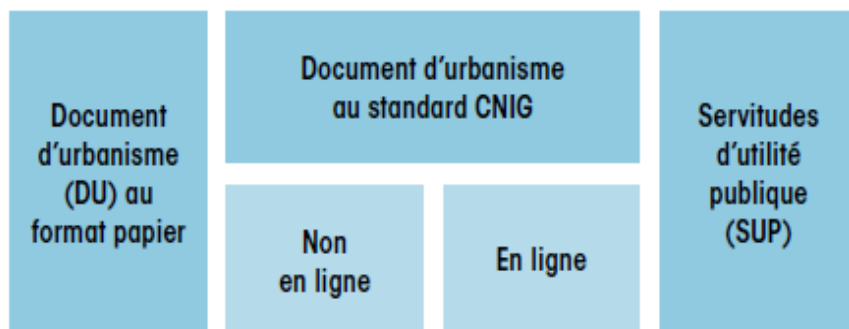 Document
d'urbanisme
(DU) au
format papier
Document d'urbanisme
au standard CNIG
Non
en ligne
En ligne
Servitudes
d'utilité
publique
(SUP)